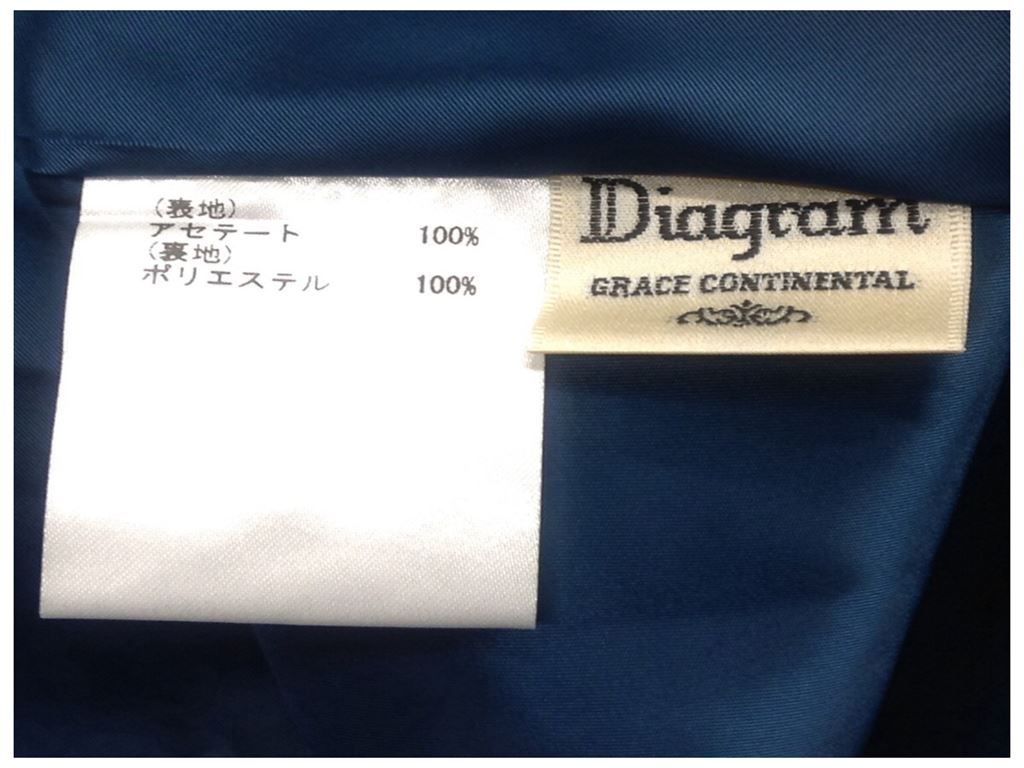 (表地)
アセテート 100%
(裏地)
ポリエステル 100%
Diagram
GRACE CONTINENTAL